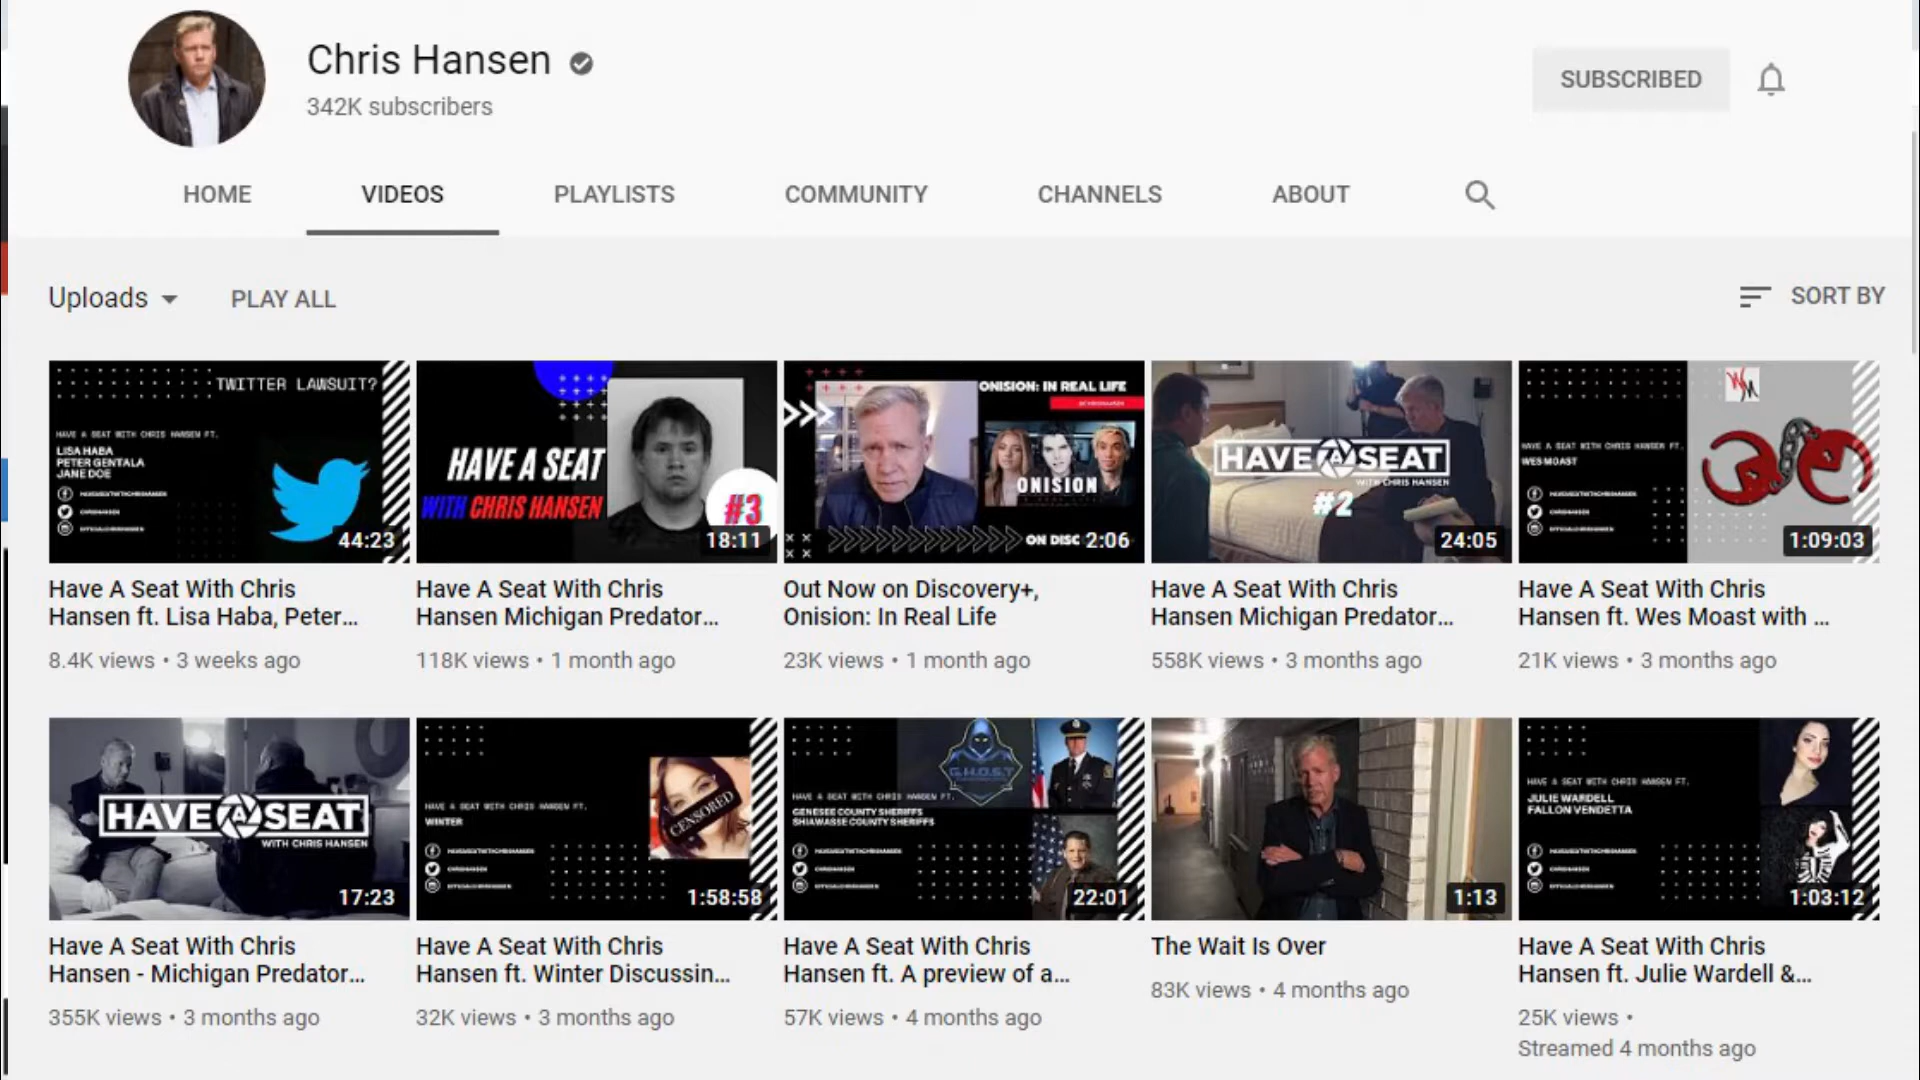 Chris Hansen
342K subscribers
SUBSCRIBED
HOME
VIDEOS
PLAYLISTS
COMMUNITY
CHANNELS
ABOUT
Uploads
PLAY ALL
SORT BY
TWITTER LAWSUIT?
HAVE A SEAT WITH CHRIS HANSEN FT.
LISA HABA
PETER GENTALA
JANE DOE
44:23
Have A Seat With Chris
Hansen ft. Lisa Haba, Peter...
8.4K views • 3 weeks ago
HAVE A SEAT
WITH CHRIS HANSEN
#3
18:11
Have A Seat With Chris
Hansen Michigan Predator...
118K views • 1 month ago
ONISION: IN REAL LIFE
ONISION
ON DISC
2:06
Out Now on Discovery+,
Onision: In Real Life
23K views • 1 month ago
HAVE A SEAT
WITH CHRIS HANSEN
#2
24:05
Have A Seat With Chris
Hansen Michigan Predator...
558K views • 3 months ago
WM
HAVE A SEAT WITH CHRIS HANSEN FT.
WES MOAST
1:09:03
Have A Seat With Chris
Hansen ft. Wes Moast with ...
21K views • 3 months ago
HAVE A SEAT
WITH CHRIS HANSEN
17:23
Have A Seat With Chris
Hansen - Michigan Predator...
355K views • 3 months ago
HAVE A SEAT WITH CHRIS HANSEN FT.
WINTER
CENSORED
1:58:58
Have A Seat With Chris
Hansen ft. Winter Discussin...
32K views • 3 months ago
G.H.O.S.T
HAVE A SEAT WITH CHRIS HANSEN FT.
GENESEE COUNTY SHERIFFS
SHIAWASSE COUNTY SHERIFFS
22:01
Have A Seat With Chris
Hansen ft. A preview of a...
57K views • 4 months ago
1:13
The Wait Is Over
83K views • 4 months ago
HAVE A SEAT WITH CHRIS HANSEN FT.
JULIE WARDELL
FALLON VENDETTA
1:03:12
Have A Seat With Chris
Hansen ft. Julie Wardell &...
25K views •
Streamed 4 months ago